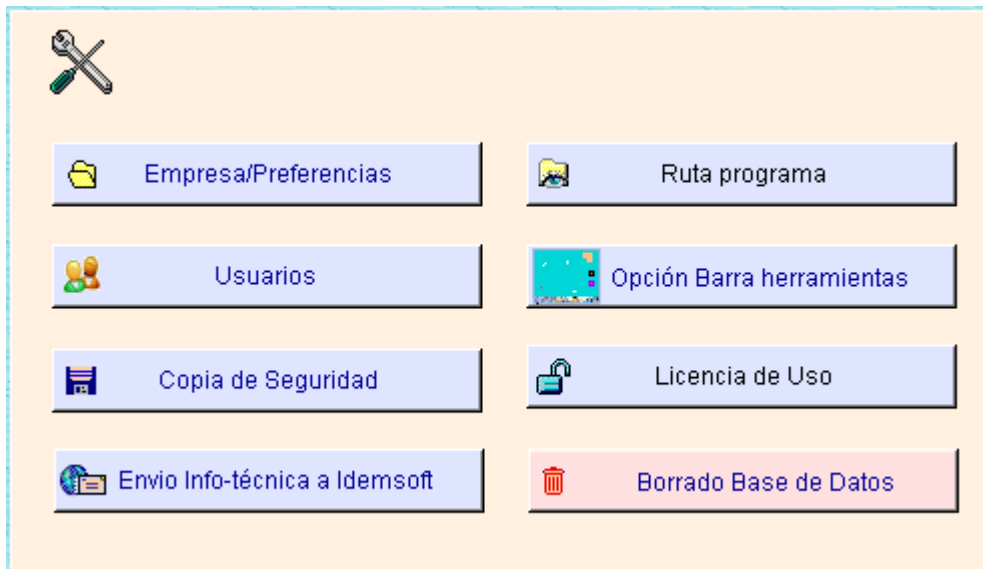 Empresa/Preferencias
Ruta programa
Usuarios
Opción Barra herramientas
Copia de Seguridad
Licencia de Uso
Envio Info-técnica a Idemsoft
Borrado Base de Datos